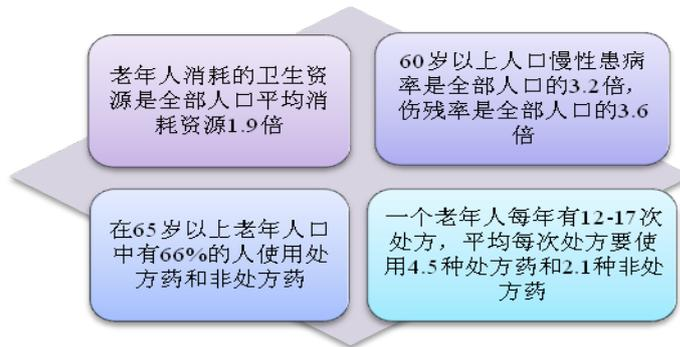 老年人消耗的卫生资
源是全部人口平均消
耗资源1.9倍
60岁以上人口慢性患病
率是全部人口的3.2倍，
伤残率是全部人口的3.6
倍
在65岁以上老年人口
中有66%的人使用处
方药和非处方药
一个老年人每年有12-17次
处方，平均每次处方要使
用4.5种处方药和2.1种非处
方药